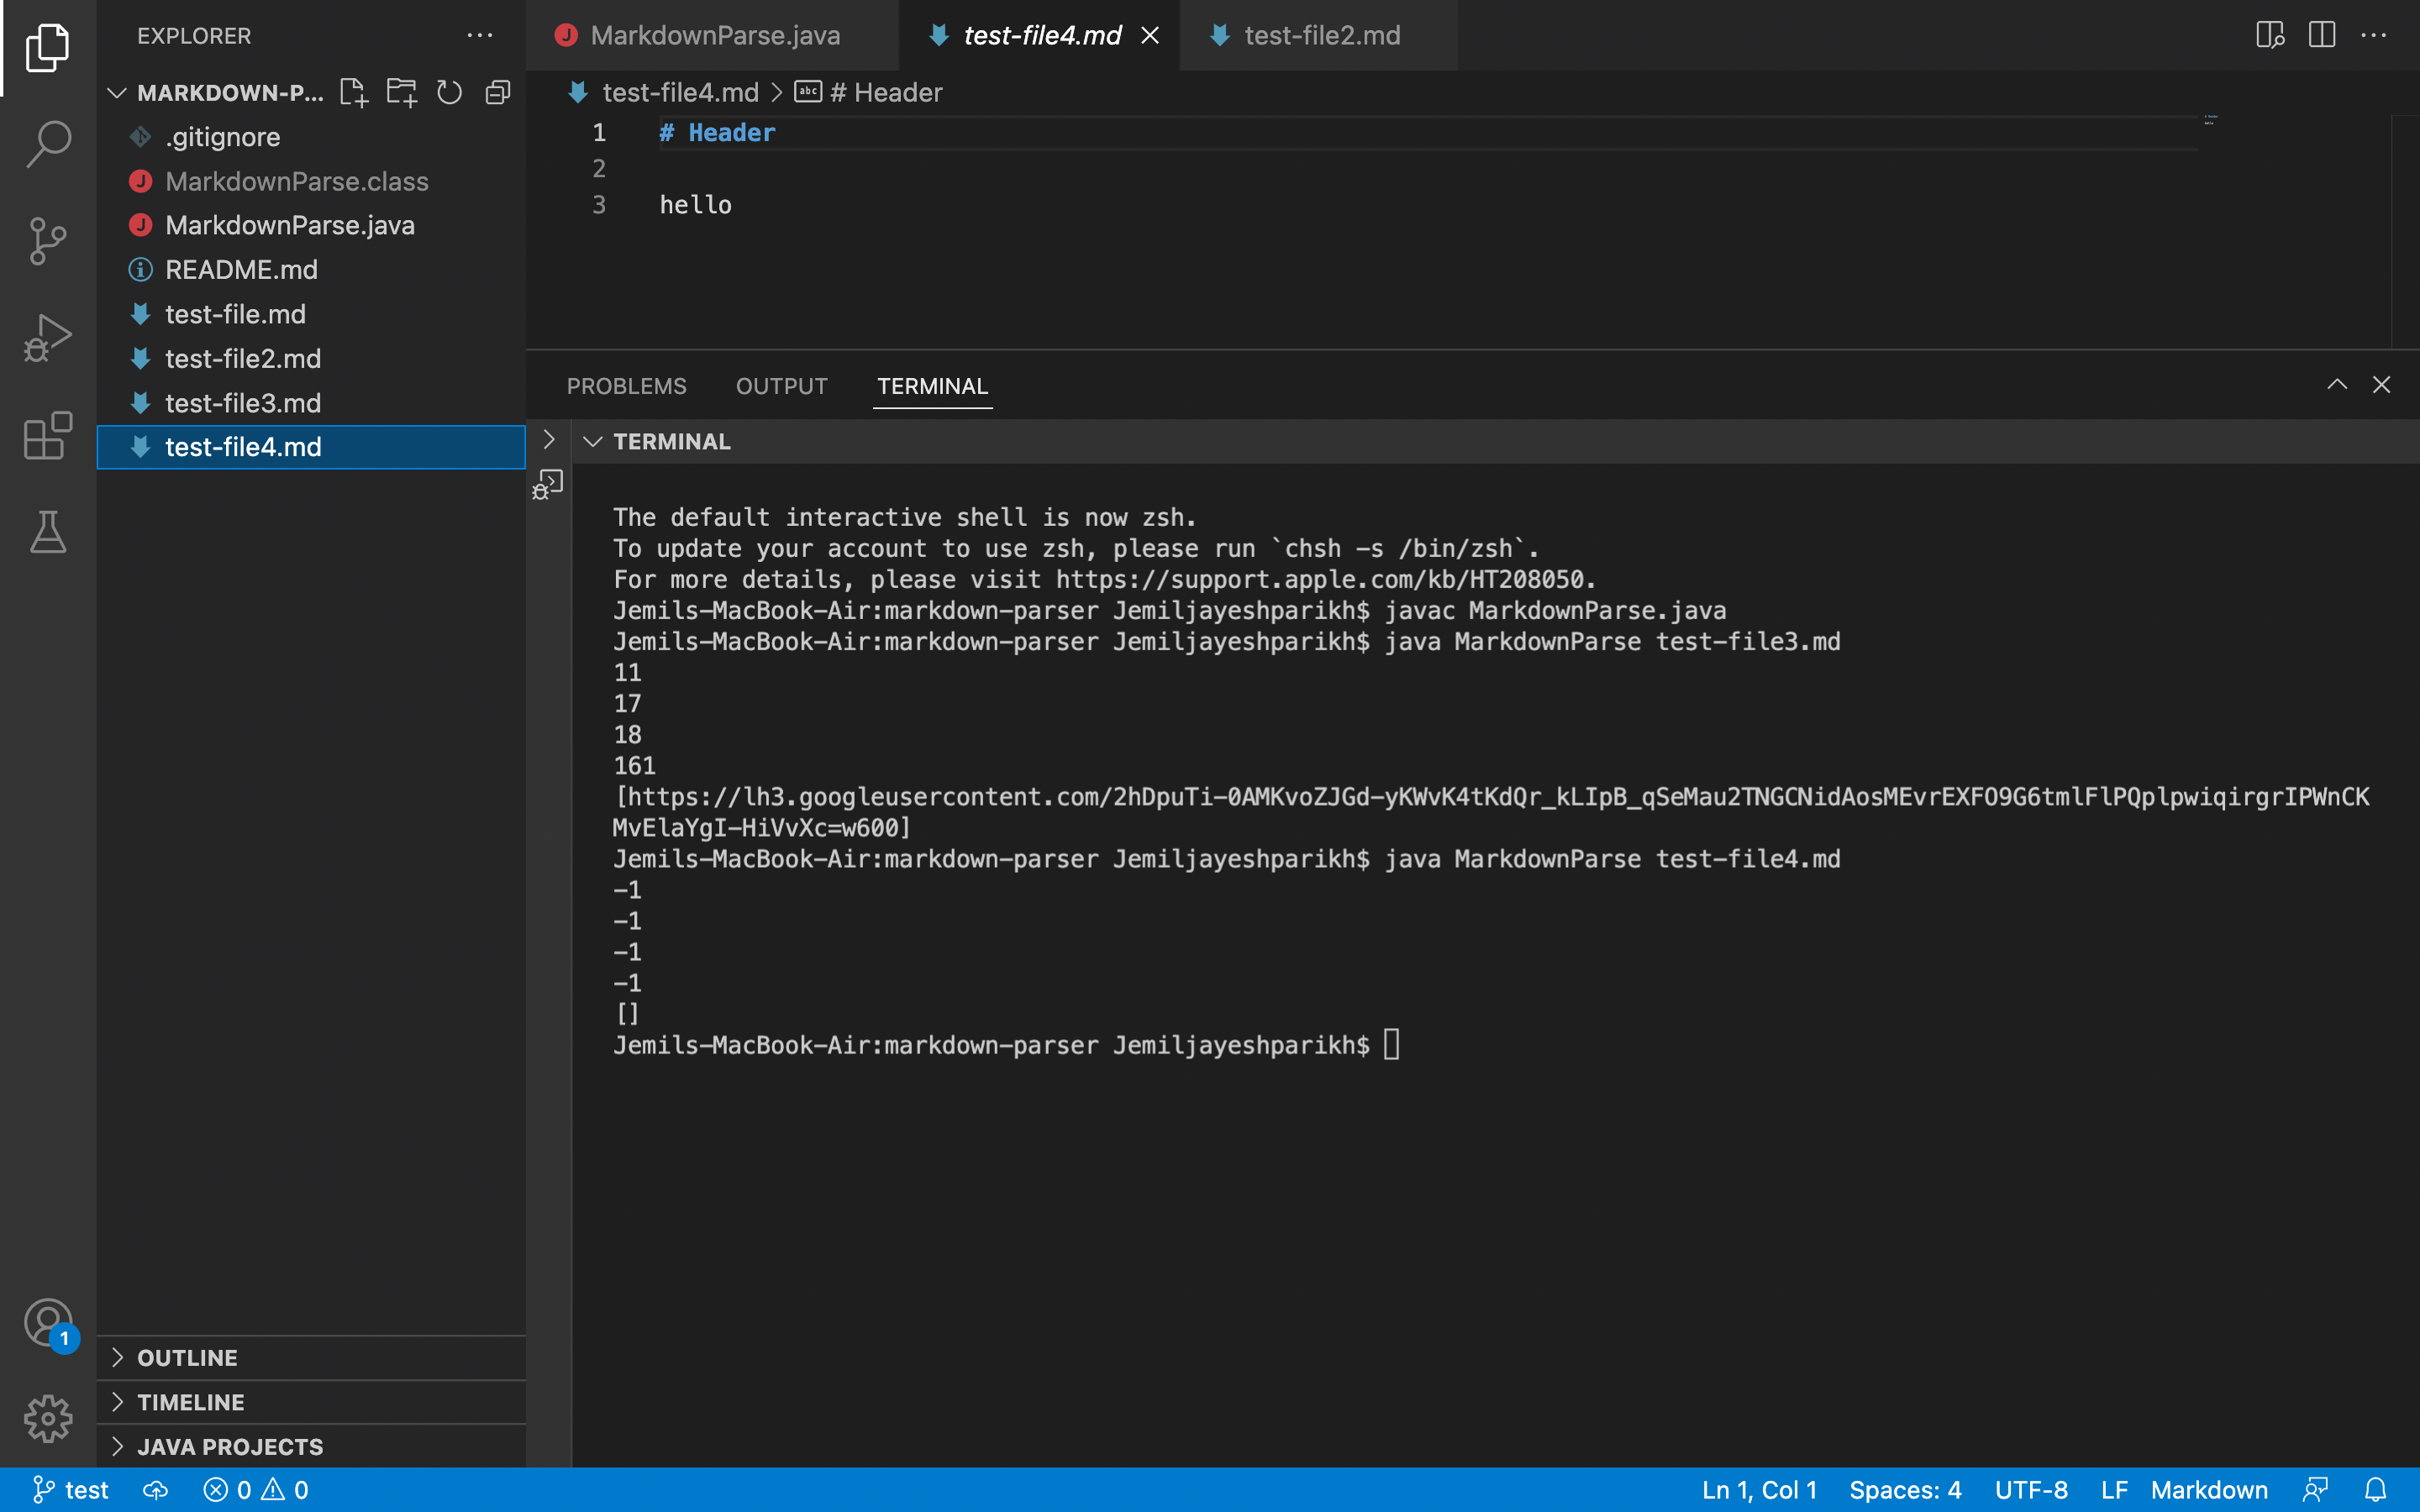 EXPLORER
MARKDOWN-P...
.gitignore
MarkdownParse.class
MarkdownParse.java
README.md
test-file.md
test-file2.md
test-file3.md
test-file4.md
OUTLINE
TIMELINE
JAVA PROJECTS
MarkdownParse.java
test-file4.md
test-file2.md
test-file4.md > abc # Header
1 # Header
2
3 hello
PROBLEMS OUTPUT TERMINAL
TERMINAL
The default interactive shell is now zsh.
To update your account to use zsh, please run `chsh -s /bin/zsh`.
For more details, please visit https://support.apple.com/kb/HT208050.
Jemils-MacBook-Air:markdown-parser Jemiljayeshparikh$ javac MarkdownParse.java
Jemils-MacBook-Air:markdown-parser Jemiljayeshparikh$ java MarkdownParse test-file3.md
11
17
18
161
[https://lh3.googleusercontent.com/2hDpuTi-0AMKvoZJGd-yKWvK4tKdQr_kLIpB_qSeMau2TNGCNidAosMEvrEXFO9G6tmlFlPQplpwiqirgrIPWnCK
MvElaYgI-HiVvXc=w600]
Jemils-MacBook-Air:markdown-parser Jemiljayeshparikh$ java MarkdownParse test-file4.md
-1
-1
-1
-1
[]
Jemils-MacBook-Air:markdown-parser Jemiljayeshparikh$
1
test 0 0
Ln 1, Col 1 Spaces: 4 UTF-8 LF Markdown